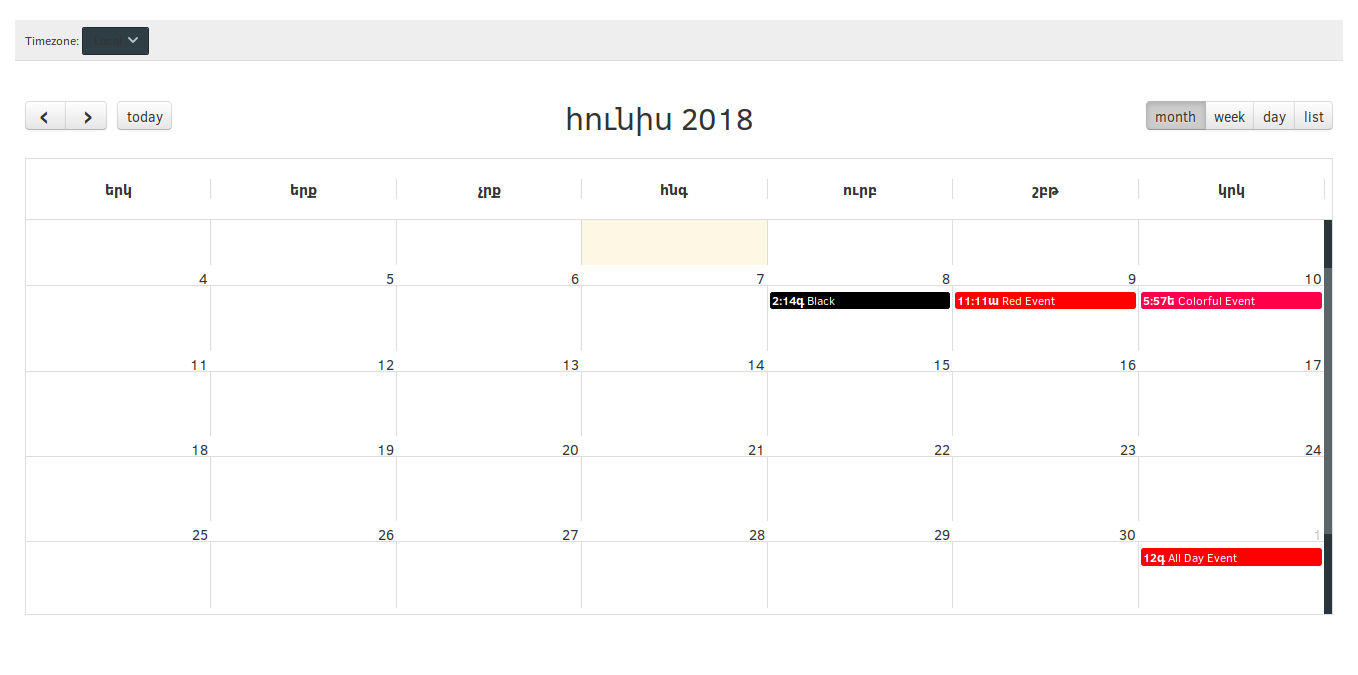 Timezone:
today
հունիս 2018
month week day list
երկ երք չրք հնգ ուրբ շբթ կրկ
4 5 6 7 8 9 10
2:14գ Black 11:11ա Red Event 5:57ե Colorful Event
11 12 13 14 15 16 17
18 19 20 21 22 23 24
25 26 27 28 29 30 1
12գ All Day Event